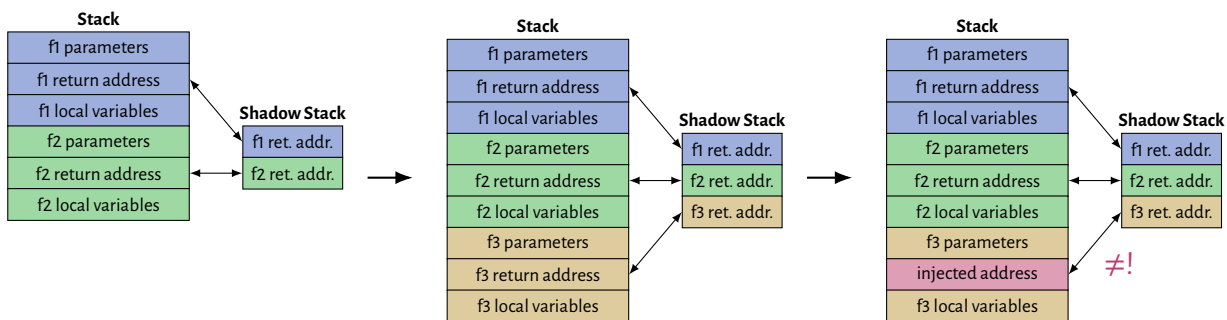 Stack
f1 parameters
f1 return address
f1 local variables
f2 parameters
f2 return address
f2 local variables
Shadow Stack
f1 ret. addr.
f2 ret. addr.
Stack
f1 parameters
f1 return address
f1 local variables
f2 parameters
f2 return address
f2 local variables
f3 parameters
f3 return address
f3 local variables
Shadow Stack
f1 ret. addr.
f2 ret. addr.
f3 ret. addr.
Stack
f1 parameters
f1 return address
f1 local variables
f2 parameters
f2 return address
f2 local variables
f3 parameters
injected address
f3 local variables
Shadow Stack
f1 ret. addr.
f2 ret. addr.
f3 ret. addr.
≠!